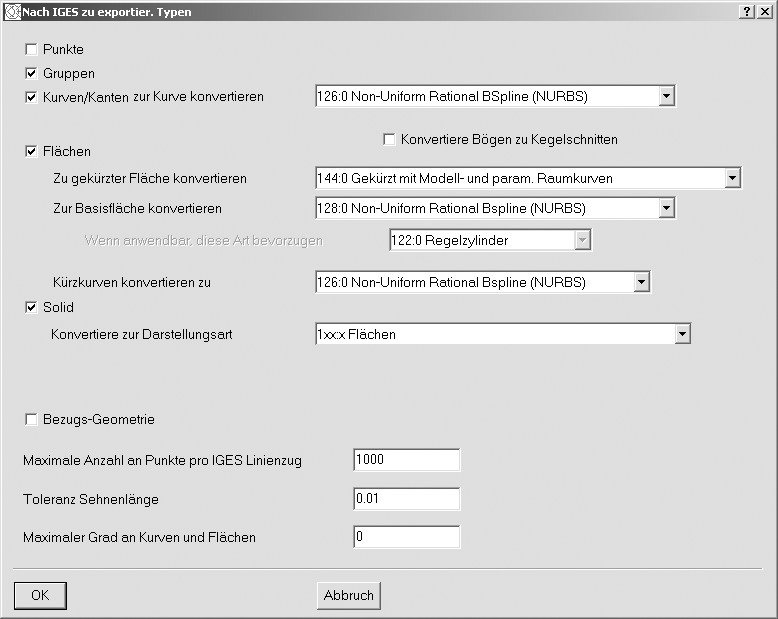 Nach IGES zu exportier. Typen
Punkte
Gruppen
Kurven/Kanten zur Kurve konvertieren 126:0 Non-Uniform Rational BSpline (NURBS)
Konvertiere Bögen zu Kegelschnitten
Flächen
Zu gekürzter Fläche konvertieren 144:0 Gekürzt mit Modell- und param. Raumkurven
Zur Basisfläche konvertieren 128:0 Non-Uniform Rational Bspline (NURBS)
Wenn anwendbar, diese Art bevorzugen 122:0 Regelzylinder
Kürzkurven konvertieren zu 126:0 Non-Uniform Rational Bspline (NURBS)
Solid
Konvertiere zur Darstellungsart 1xx:x Flächen
Bezugs-Geometrie
Maximale Anzahl an Punkte pro IGES Linienzug 1000
Toleranz Sehnenlänge 0.01
Maximaler Grad an Kurven und Flächen 0
OK Abbruch